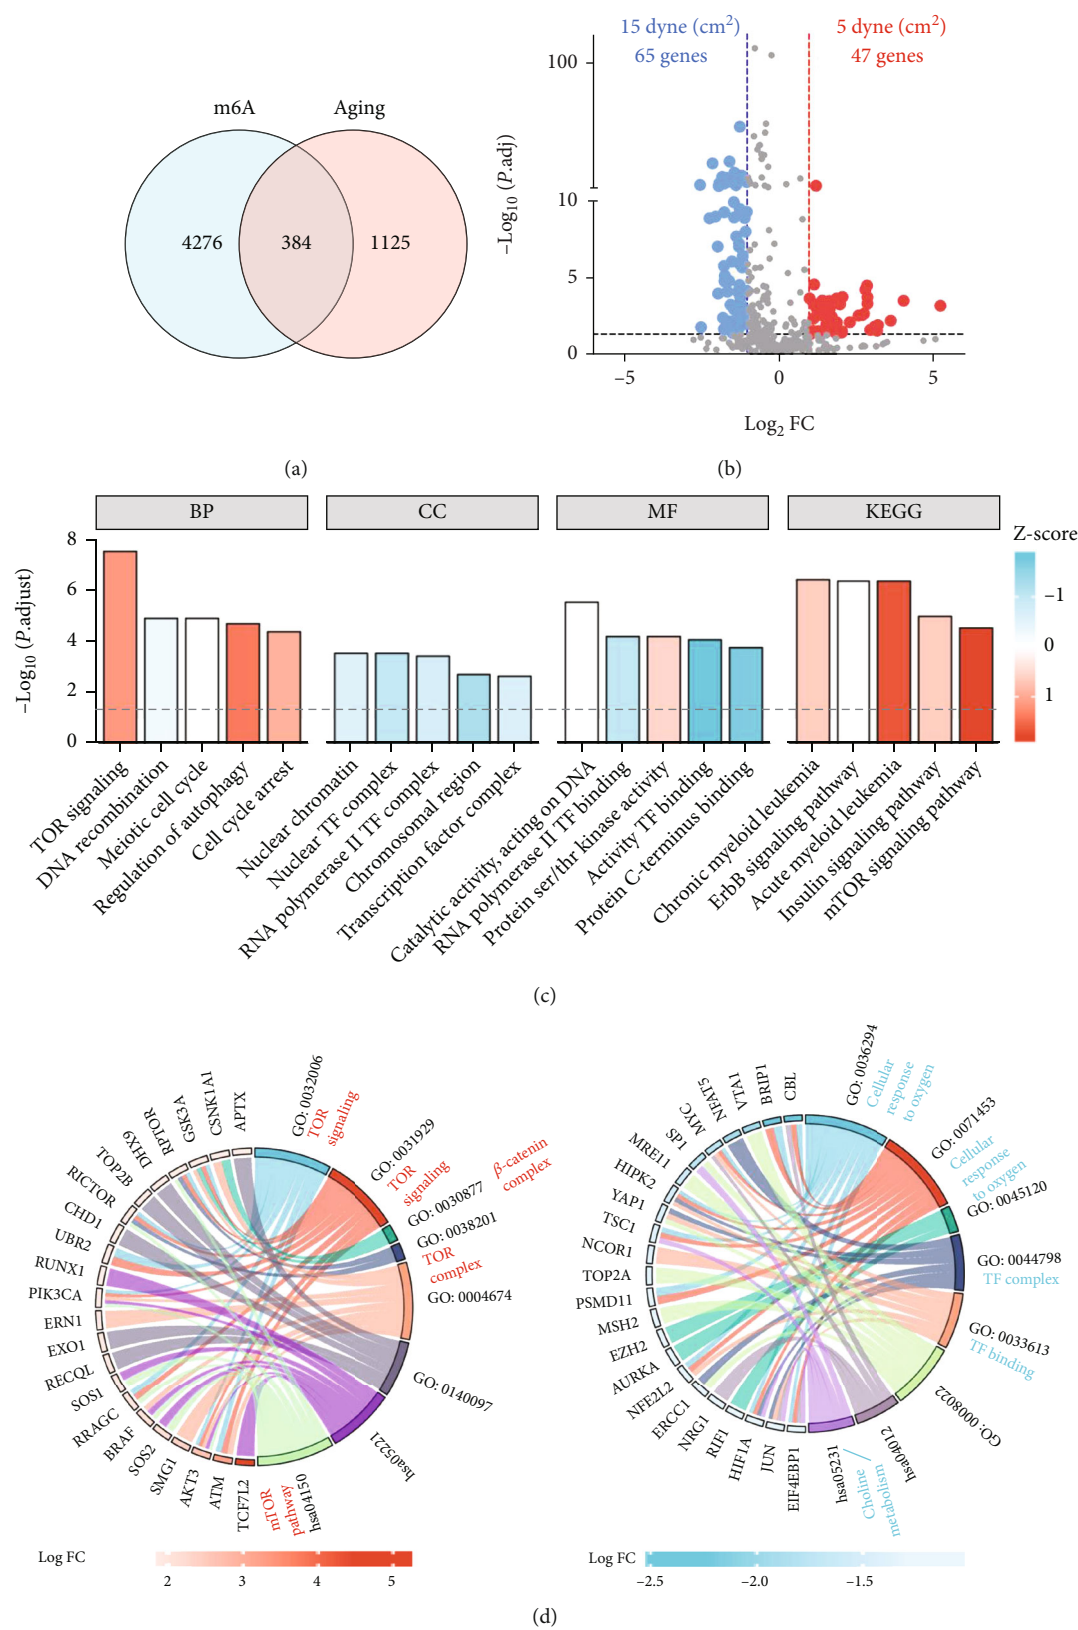 m6A
Aging
4276
384
1125
(a)
15 dyne (cm²)
65 genes
5 dyne (cm²)
47 genes
–Log₁₀ (P.adj)
100
10
5
0
–5
0
5
Log₂ FC
(b)
BP
CC
MF
KEGG
–Log₁₀ (P.adjust)
8
6
4
2
0
Z-score
–1
0
1
TOR signaling
DNA recombination
Meiotic cell cycle
Regulation of autophagy
Cell cycle arrest
Nuclear chromatin
Nuclear TF complex
RNA polymerase II TF complex
Chromosomal region
Transcription factor complex
Catalytic activity, acting on DNA
RNA polymerase II TF binding
Protein ser/thr kinase activity
Activity TF binding
Protein C-terminus binding
Chronic myeloid leukemia
ErbB signaling pathway
Acute myeloid leukemia
Insulin signaling pathway
mTOR signaling pathway
(c)
GO: 0032006
TOR
signaling
GO: 0031929
TOR
signaling
GO: 0030877
β-catenin
complex
GO: 0038201
TOR
complex
GO: 0004674
GO: 0140097
hsa05221
hsa04150
mTOR
pathway
TCF7L2
ATM
AKT3
SMG1
SOS2
BRAF
RRAGC
SOS1
RECQL
EXO1
ERN1
PIK3CA
RUNX1
UBR2
CHD1
RICTOR
TOP2B
DHX9
RPTOR
GSK3A
CSNK1A1
APTX
Log FC
2
3
4
5
GO: 0036294
Cellular
response
to oxygen
GO: 0071453
Cellular
response
to oxygen
GO: 0045120
GO: 0044798
TF complex
GO: 0033613
TF binding
GO: 0008022
hsa04012
hsa05231
Choline
metabolism
EIF4EBP1
JUN
HIF1A
RIF1
NRG1
ERCC1
NFE2L2
AURKA
EZH2
MSH2
PSMD11
TOP2A
NCOR1
TSC1
YAP1
HIPK2
MRE11
SP1
MYC
NFAT5
VTA1
BRIP1
CBL
Log FC
–2.5
–2.0
–1.5
(d)